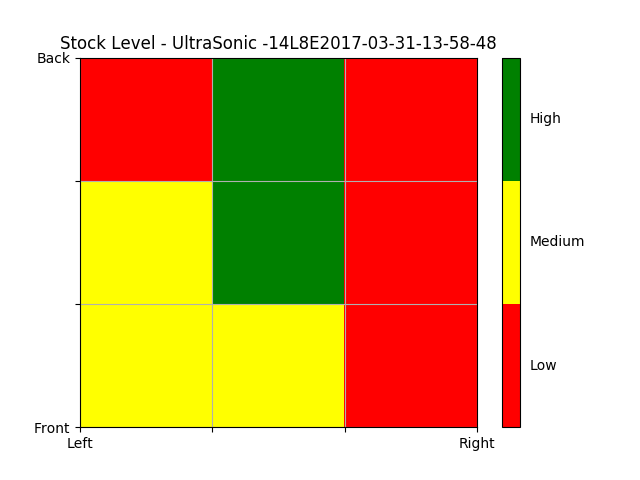 Stock Level - UltraSonic -14L8E2017-03-31-13-58-48
Back
High
Medium
Low
Front
Left
Right